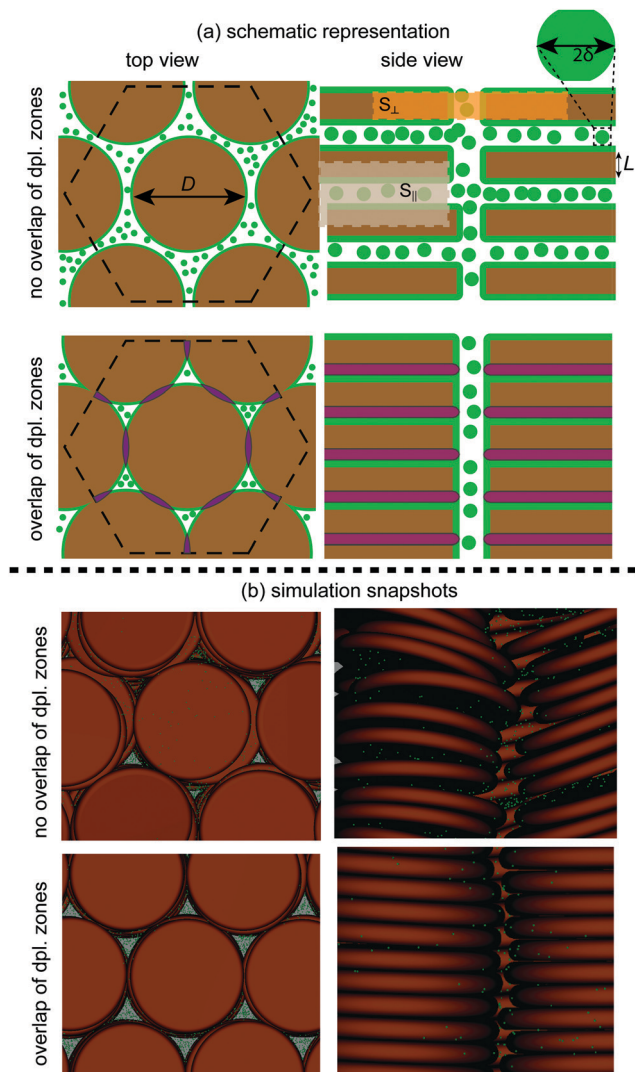 (a) schematic representation
2δ
top view
side view
no overlap of dpl. zones
D
S⊥
L
S||
overlap of dpl. zones
(b) simulation snapshots
no overlap of dpl. zones
overlap of dpl. zones